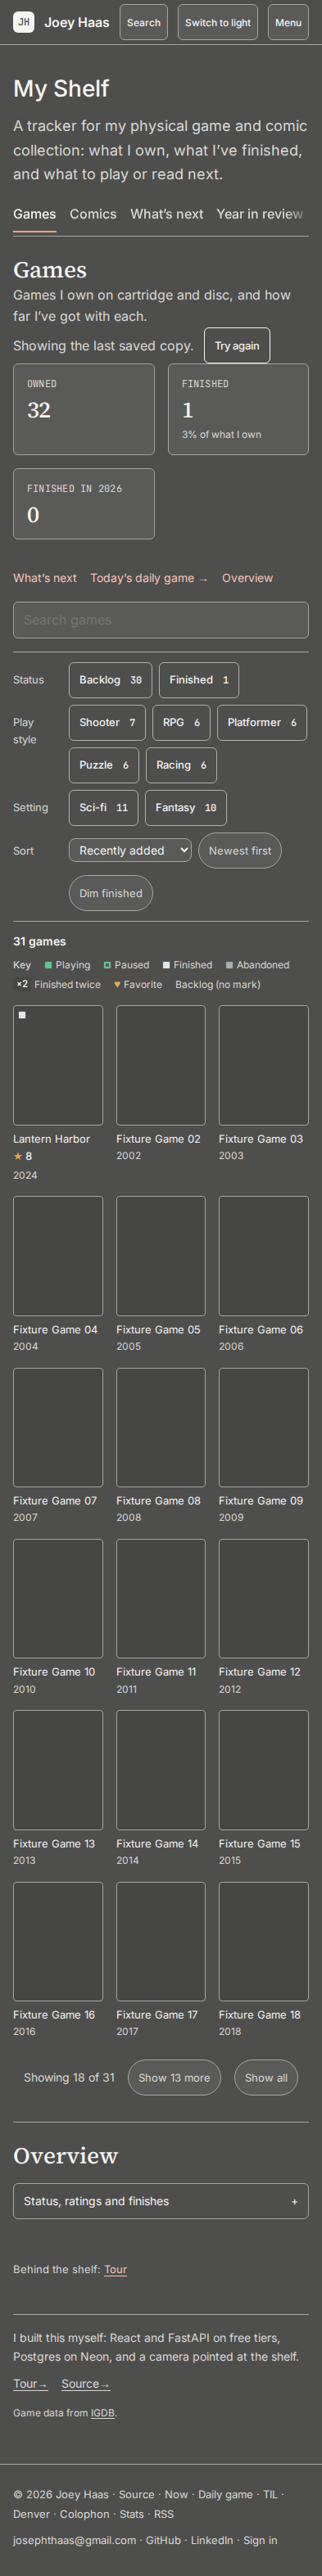 JH Joey Haas Search Switch to light Menu
My Shelf
A tracker for my physical game and comic
collection: what I own, what I've finished,
and what to play or read next.
Games Comics What's next Year in review
Games
Games I own on cartridge and disc, and how
far I've got with each.
Showing the last saved copy. Try again
OWNED FINISHED
32 1
3% of what I own
FINISHED IN 2026
0
What's next Today's daily game → Overview
Search games
Status Backlog 30 Finished 1
Play style Shooter 7 RPG 6 Platformer 6
Puzzle 6 Racing 6
Setting Sci-fi 11 Fantasy 10
Sort Recently added Newest first
Dim finished
31 games
Key Playing Paused Finished Abandoned
×2 Finished twice ♥ Favorite Backlog (no mark)
Lantern Harbor Fixture Game 02 Fixture Game 03
★ 8 2002 2003
2024
Fixture Game 04 Fixture Game 05 Fixture Game 06
2004 2005 2006
Fixture Game 07 Fixture Game 08 Fixture Game 09
2007 2008 2009
Fixture Game 10 Fixture Game 11 Fixture Game 12
2010 2011 2012
Fixture Game 13 Fixture Game 14 Fixture Game 15
2013 2014 2015
Fixture Game 16 Fixture Game 17 Fixture Game 18
2016 2017 2018
Showing 18 of 31 Show 13 more Show all
Overview
Status, ratings and finishes +
Behind the shelf: Tour
I built this myself: React and FastAPI on free tiers,
Postgres on Neon, and a camera pointed at the shelf.
Tour→ Source→
Game data from IGDB.
© 2026 Joey Haas · Source · Now · Daily game · TIL ·
Denver · Colophon · Stats · RSS
josephthaas@gmail.com · GitHub · LinkedIn · Sign in